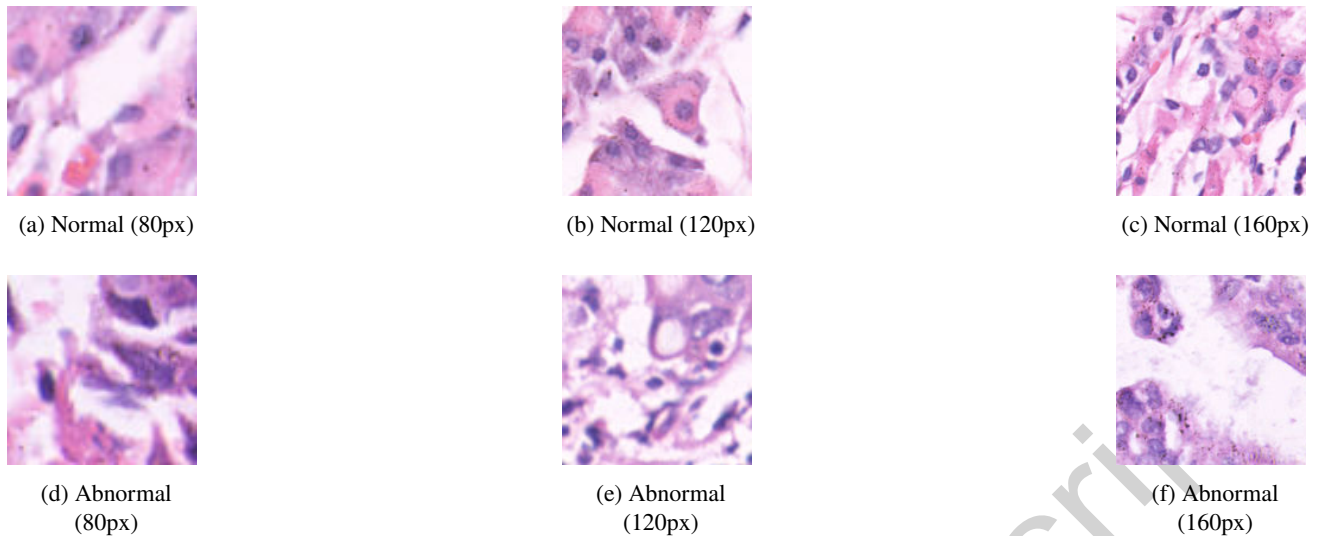 (a) Normal (80px)
(b) Normal (120px)
(c) Normal (160px)
(d) Abnormal
(80px)
(e) Abnormal
(120px)
(f) Abnormal
(160px)